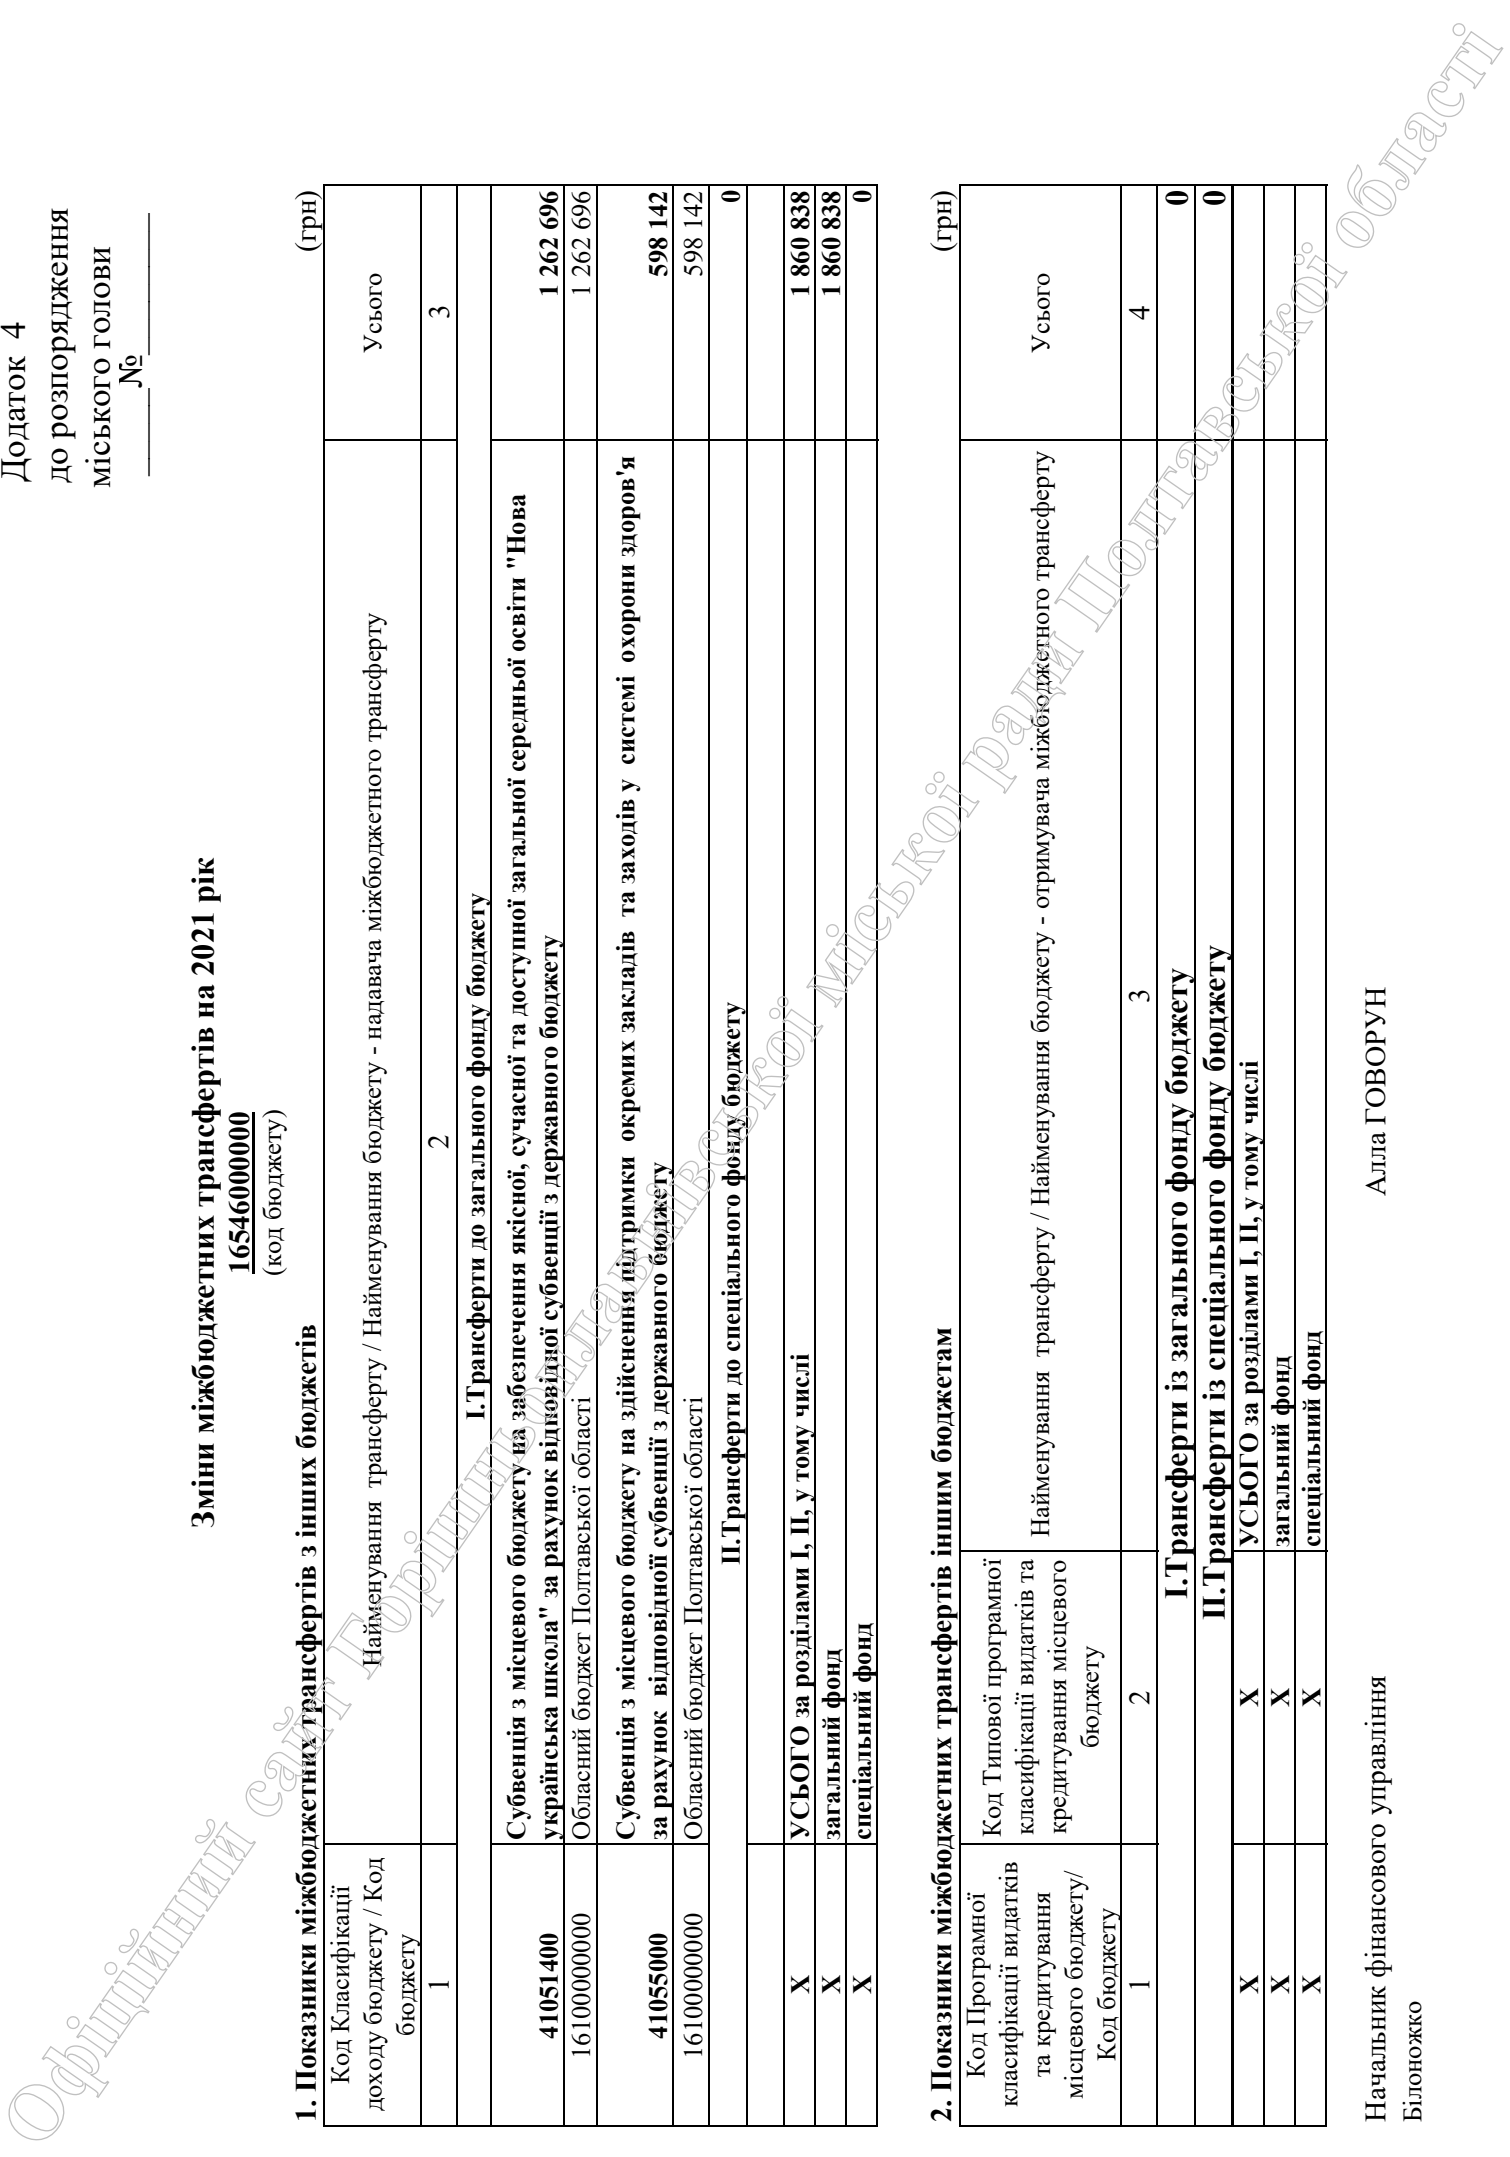 Додаток 4
до розпорядження
міського голови
_____№__________
Зміни міжбюджетних трансфертів на 2021 рік
16546000000
(код бюджету)
1. Показники міжбюджетних трансфертів з інших бюджетів
(грн)
Код Класифікації
доходу бюджету / Код
бюджету
Найменування трансферту / Найменування бюджету - надавача міжбюджетного трансферту
Усього
1
2
3
І.Трансферти до загального фонду бюджету
41051400
Субвенція з місцевого бюджету на забезпечення якісної, сучасної та доступної загальної середньої освіти "Нова
українська школа" за рахунок відповідної субвенції з державного бюджету
1 262 696
16100000000
Обласний бюджет Полтавської області
1 262 696
41055000
Субвенція з місцевого бюджету на здійснення підтримки окремих закладів та заходів у системі охорони здоров'я
за рахунок відповідної субвенції з державного бюджету
598 142
16100000000
Обласний бюджет Полтавської області
598 142
ІІ.Трансферти до спеціального фонду бюджету
0
X
УСЬОГО за розділами І, ІІ, у тому числі
1 860 838
X
загальний фонд
1 860 838
X
спеціальний фонд
0
2. Показники міжбюджетних трансфертів іншим бюджетам
(грн)
Код Програмної
класифікації видатків
та кредитування
місцевого бюджету/
Код бюджету
Код Типової програмної
класифікації видатків та
кредитування місцевого
бюджету
Найменування трансферту / Найменування бюджету - отримувача міжбюджетного трансферту
Усього
1
2
3
4
І.Трансферти із загального фонду бюджету
0
ІІ.Трансферти із спеціального фонду бюджету
0
X
X
УСЬОГО за розділами І, ІІ, у тому числі
X
X
загальний фонд
X
X
спеціальний фонд
Начальник фінансового управління
Алла ГОВОРУН
Білоножко
Офіційний сайт Горішньоплавнівської міської ради Полтавської області